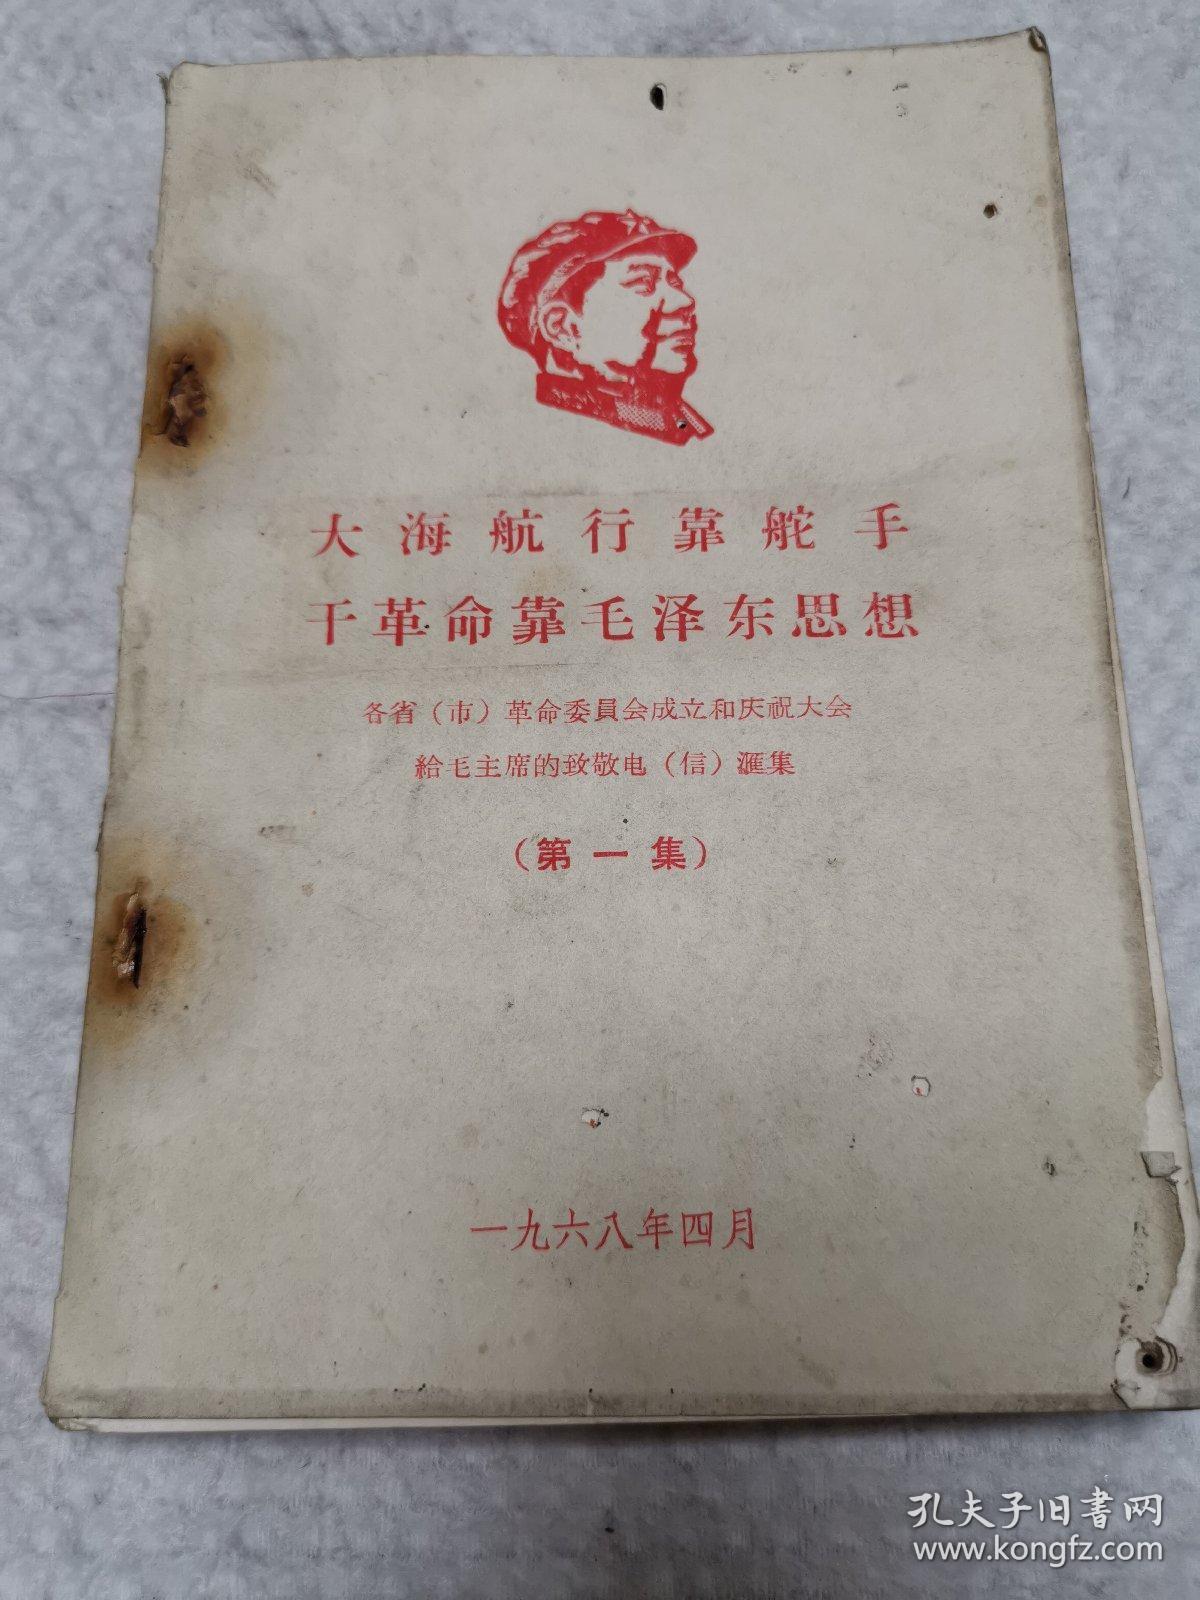 大海航行靠舵手
干革命靠毛泽东思想
各省（市）革命委員会成立和庆祝大会
給毛主席的致敬电（信）滙集
（第一集）
一九六八年四月
孔夫子旧书网
www.kongfz.com